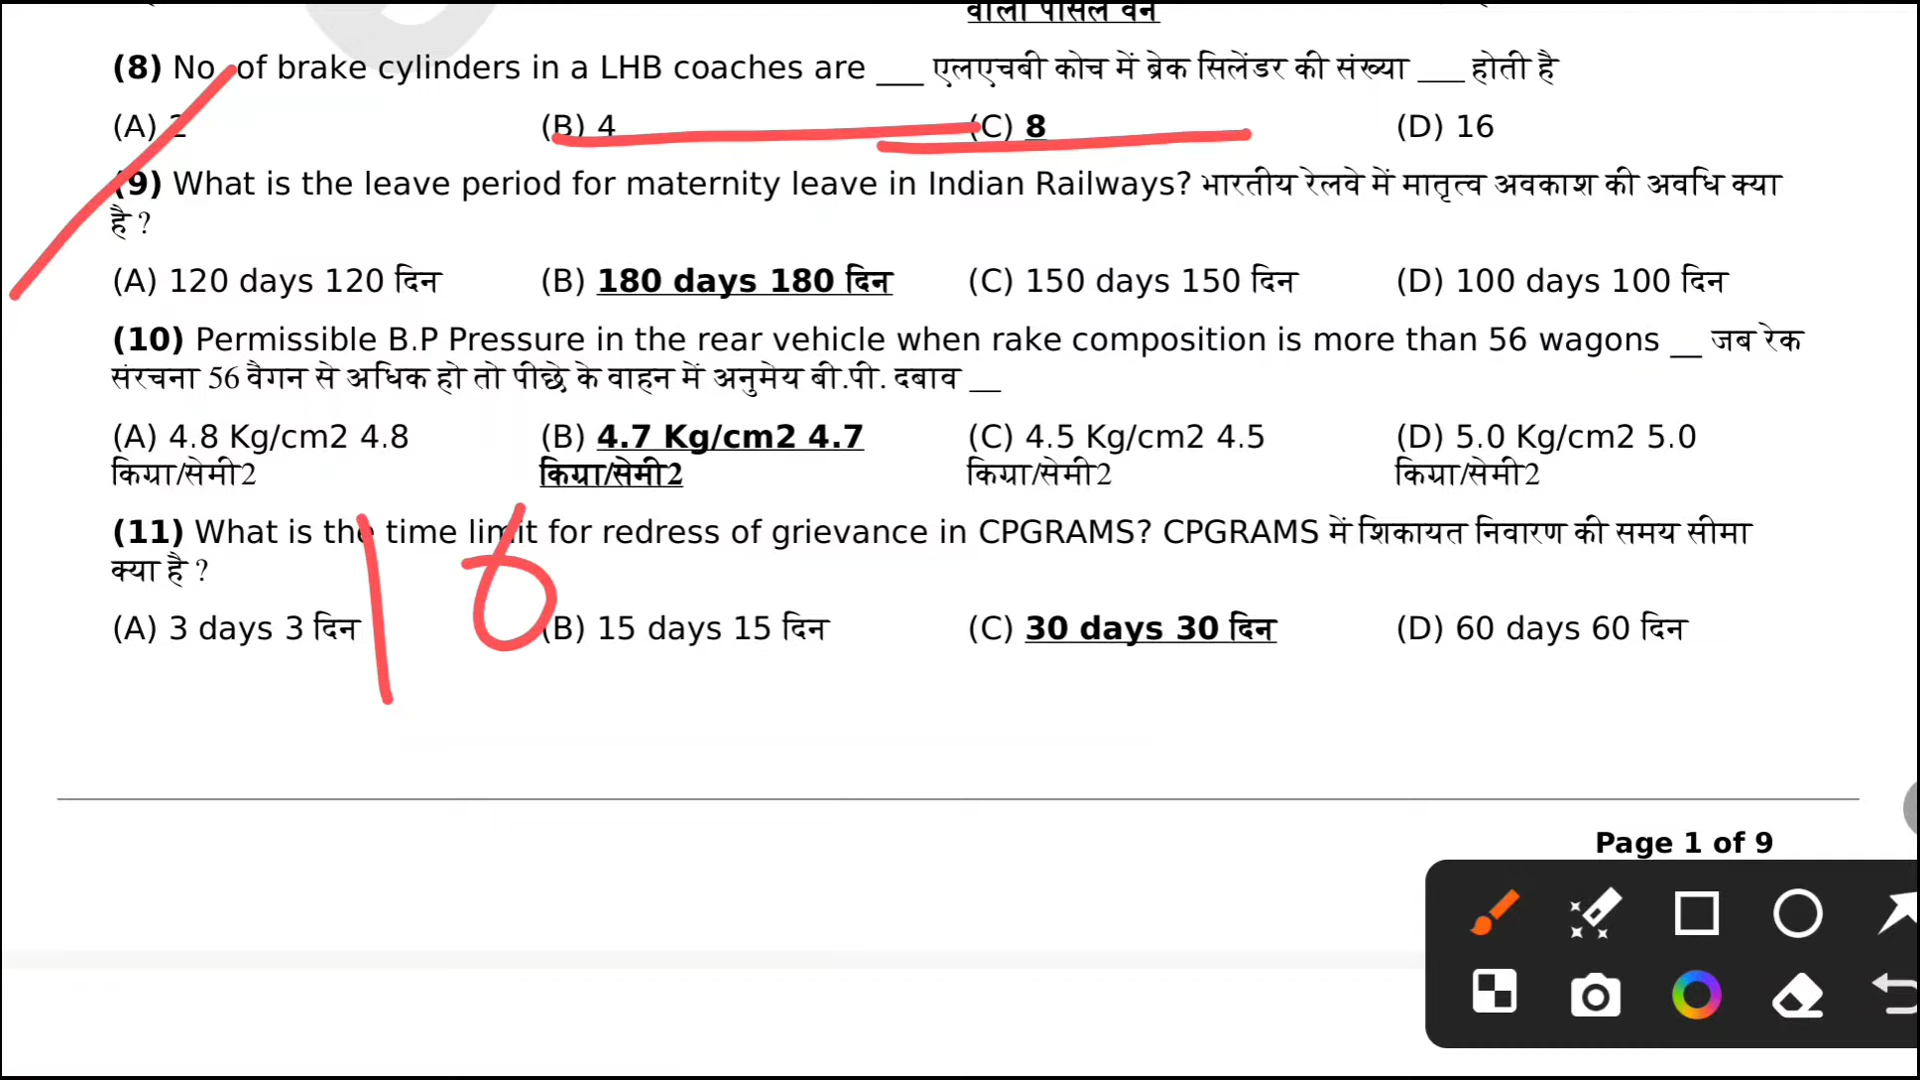 वाला पार्सल वैन
(8) No. of brake cylinders in a LHB coaches are ___ एलएचबी कोच में ब्रेक सिलेंडर की संख्या ___ होती है
(A) 2 (B) 4 (C) 8 (D) 16
(9) What is the leave period for maternity leave in Indian Railways? भारतीय रेलवे में मातृत्व अवकाश की अवधि क्या
है ?
(A) 120 days 120 दिन (B) 180 days 180 दिन (C) 150 days 150 दिन (D) 100 days 100 दिन
(10) Permissible B.P Pressure in the rear vehicle when rake composition is more than 56 wagons __ जब रेक
संरचना 56 वैगन से अधिक हो तो पीछे के वाहन में अनुमेय बी.पी. दबाव __
(A) 4.8 Kg/cm2 4.8 (B) 4.7 Kg/cm2 4.7 (C) 4.5 Kg/cm2 4.5 (D) 5.0 Kg/cm2 5.0
किग्रा/सेमी2 किग्रा/सेमी2 किग्रा/सेमी2 किग्रा/सेमी2
(11) What is the time limit for redress of grievance in CPGRAMS? CPGRAMS में शिकायत निवारण की समय सीमा
क्या है ?
(A) 3 days 3 दिन (B) 15 days 15 दिन (C) 30 days 30 दिन (D) 60 days 60 दिन
Page 1 of 9